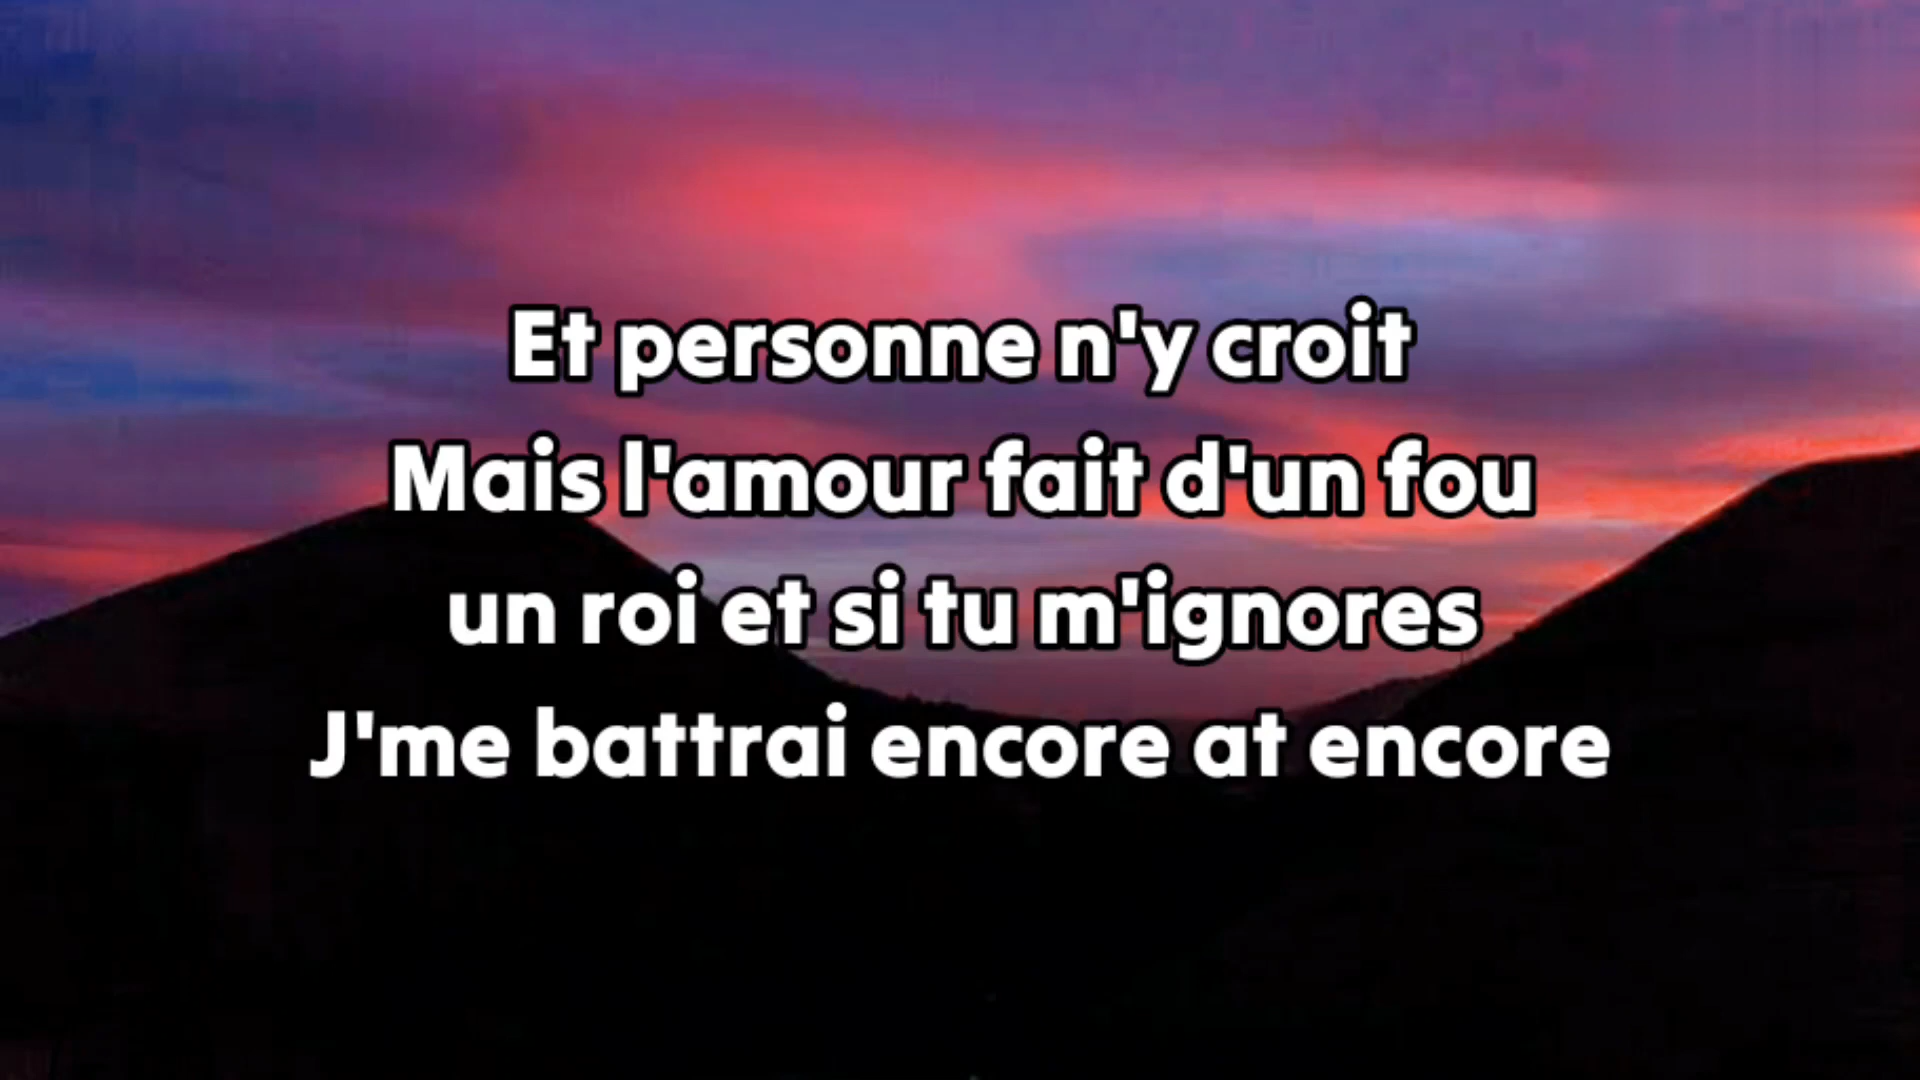 Et personne n'y croit
Mais l'amour fait d'un fou
un roi et si tu m'ignores
J'me battrai encore at encore